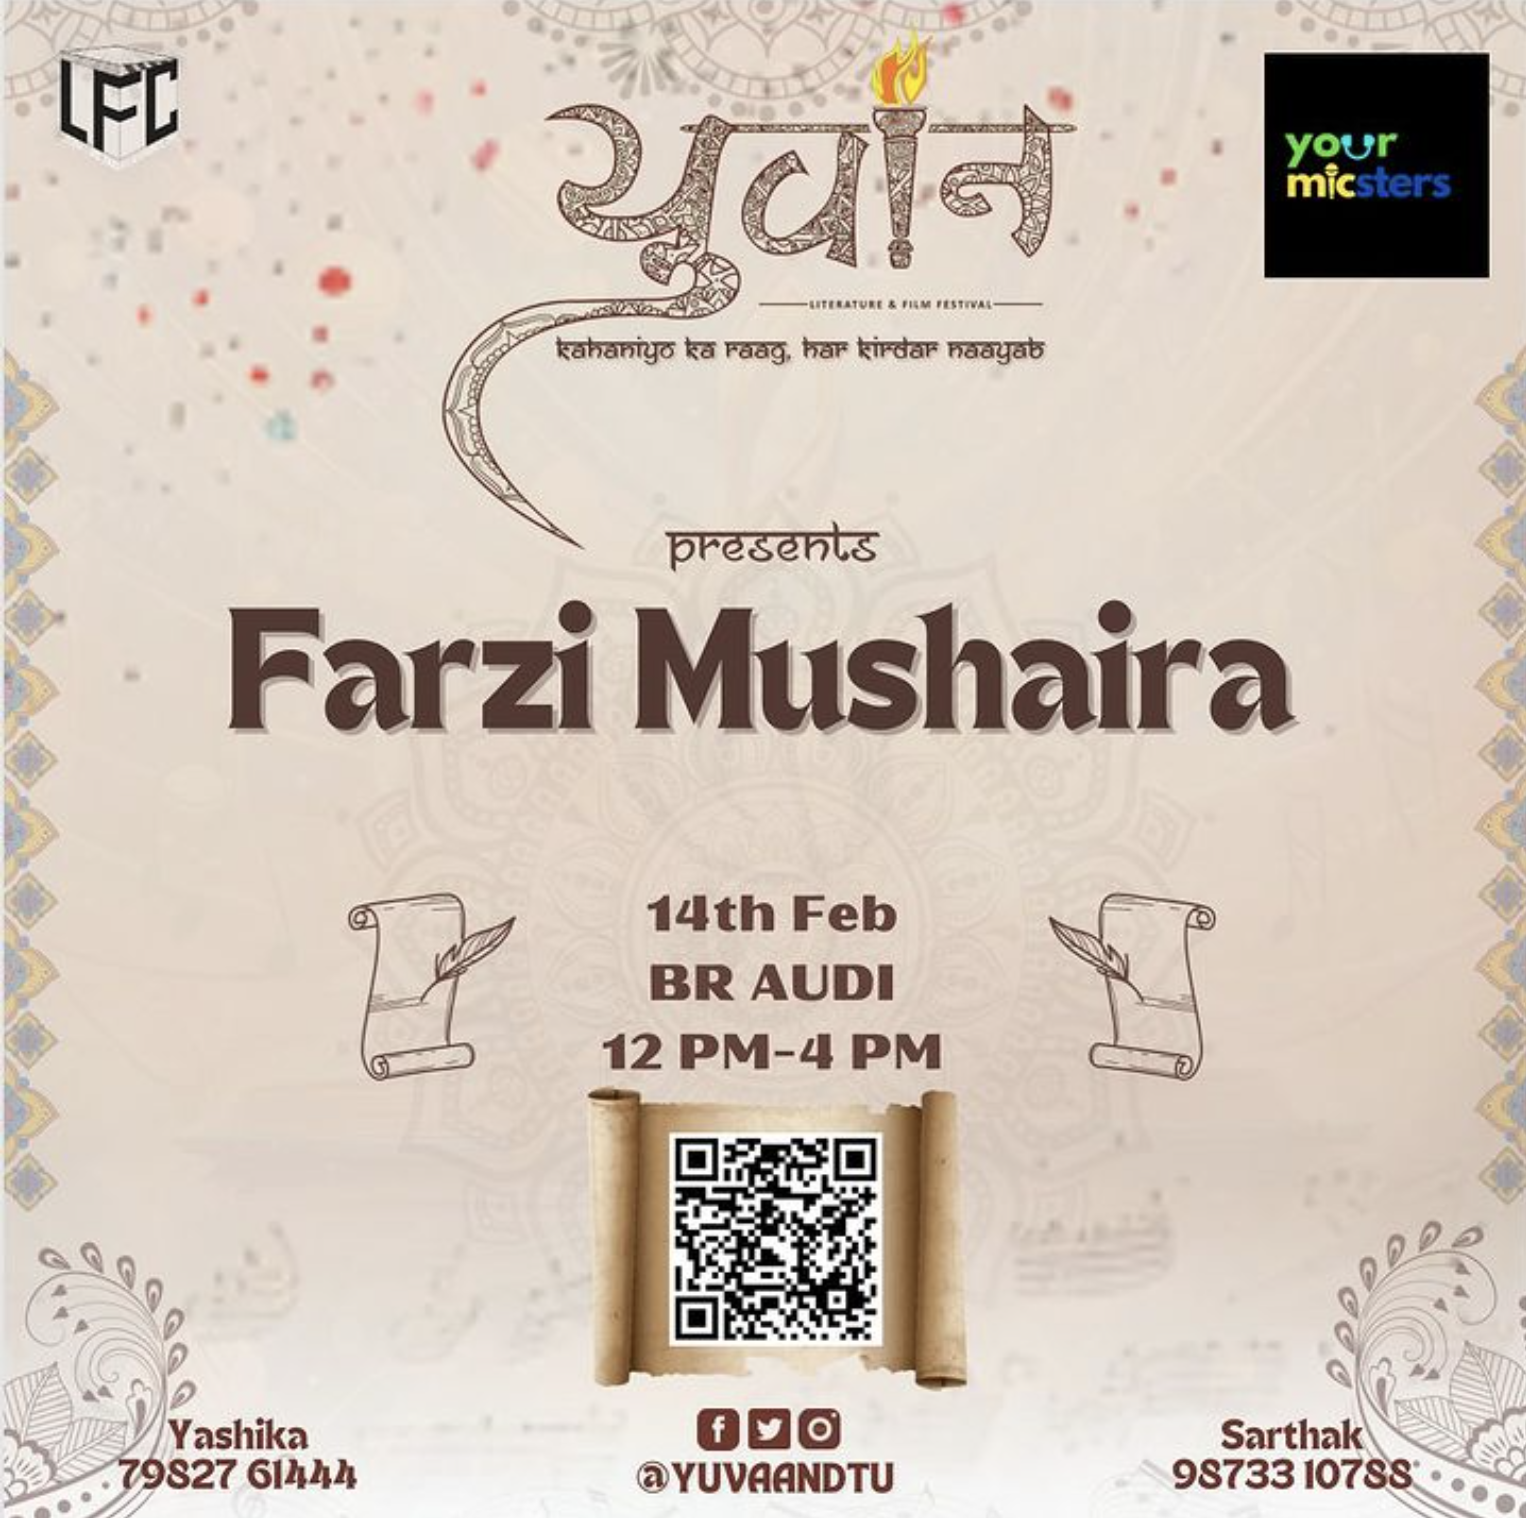 LFC
युवान
your
micsters
LITERATURE & FILM FESTIVAL
kahaniyo ka raag, har kirdar naayab
presents
Farzi Mushaira
14th Feb
BR AUDI
12 PM-4 PM
Yashika
79827 61444
@YUVAANDTU
Sarthak
98733 10788